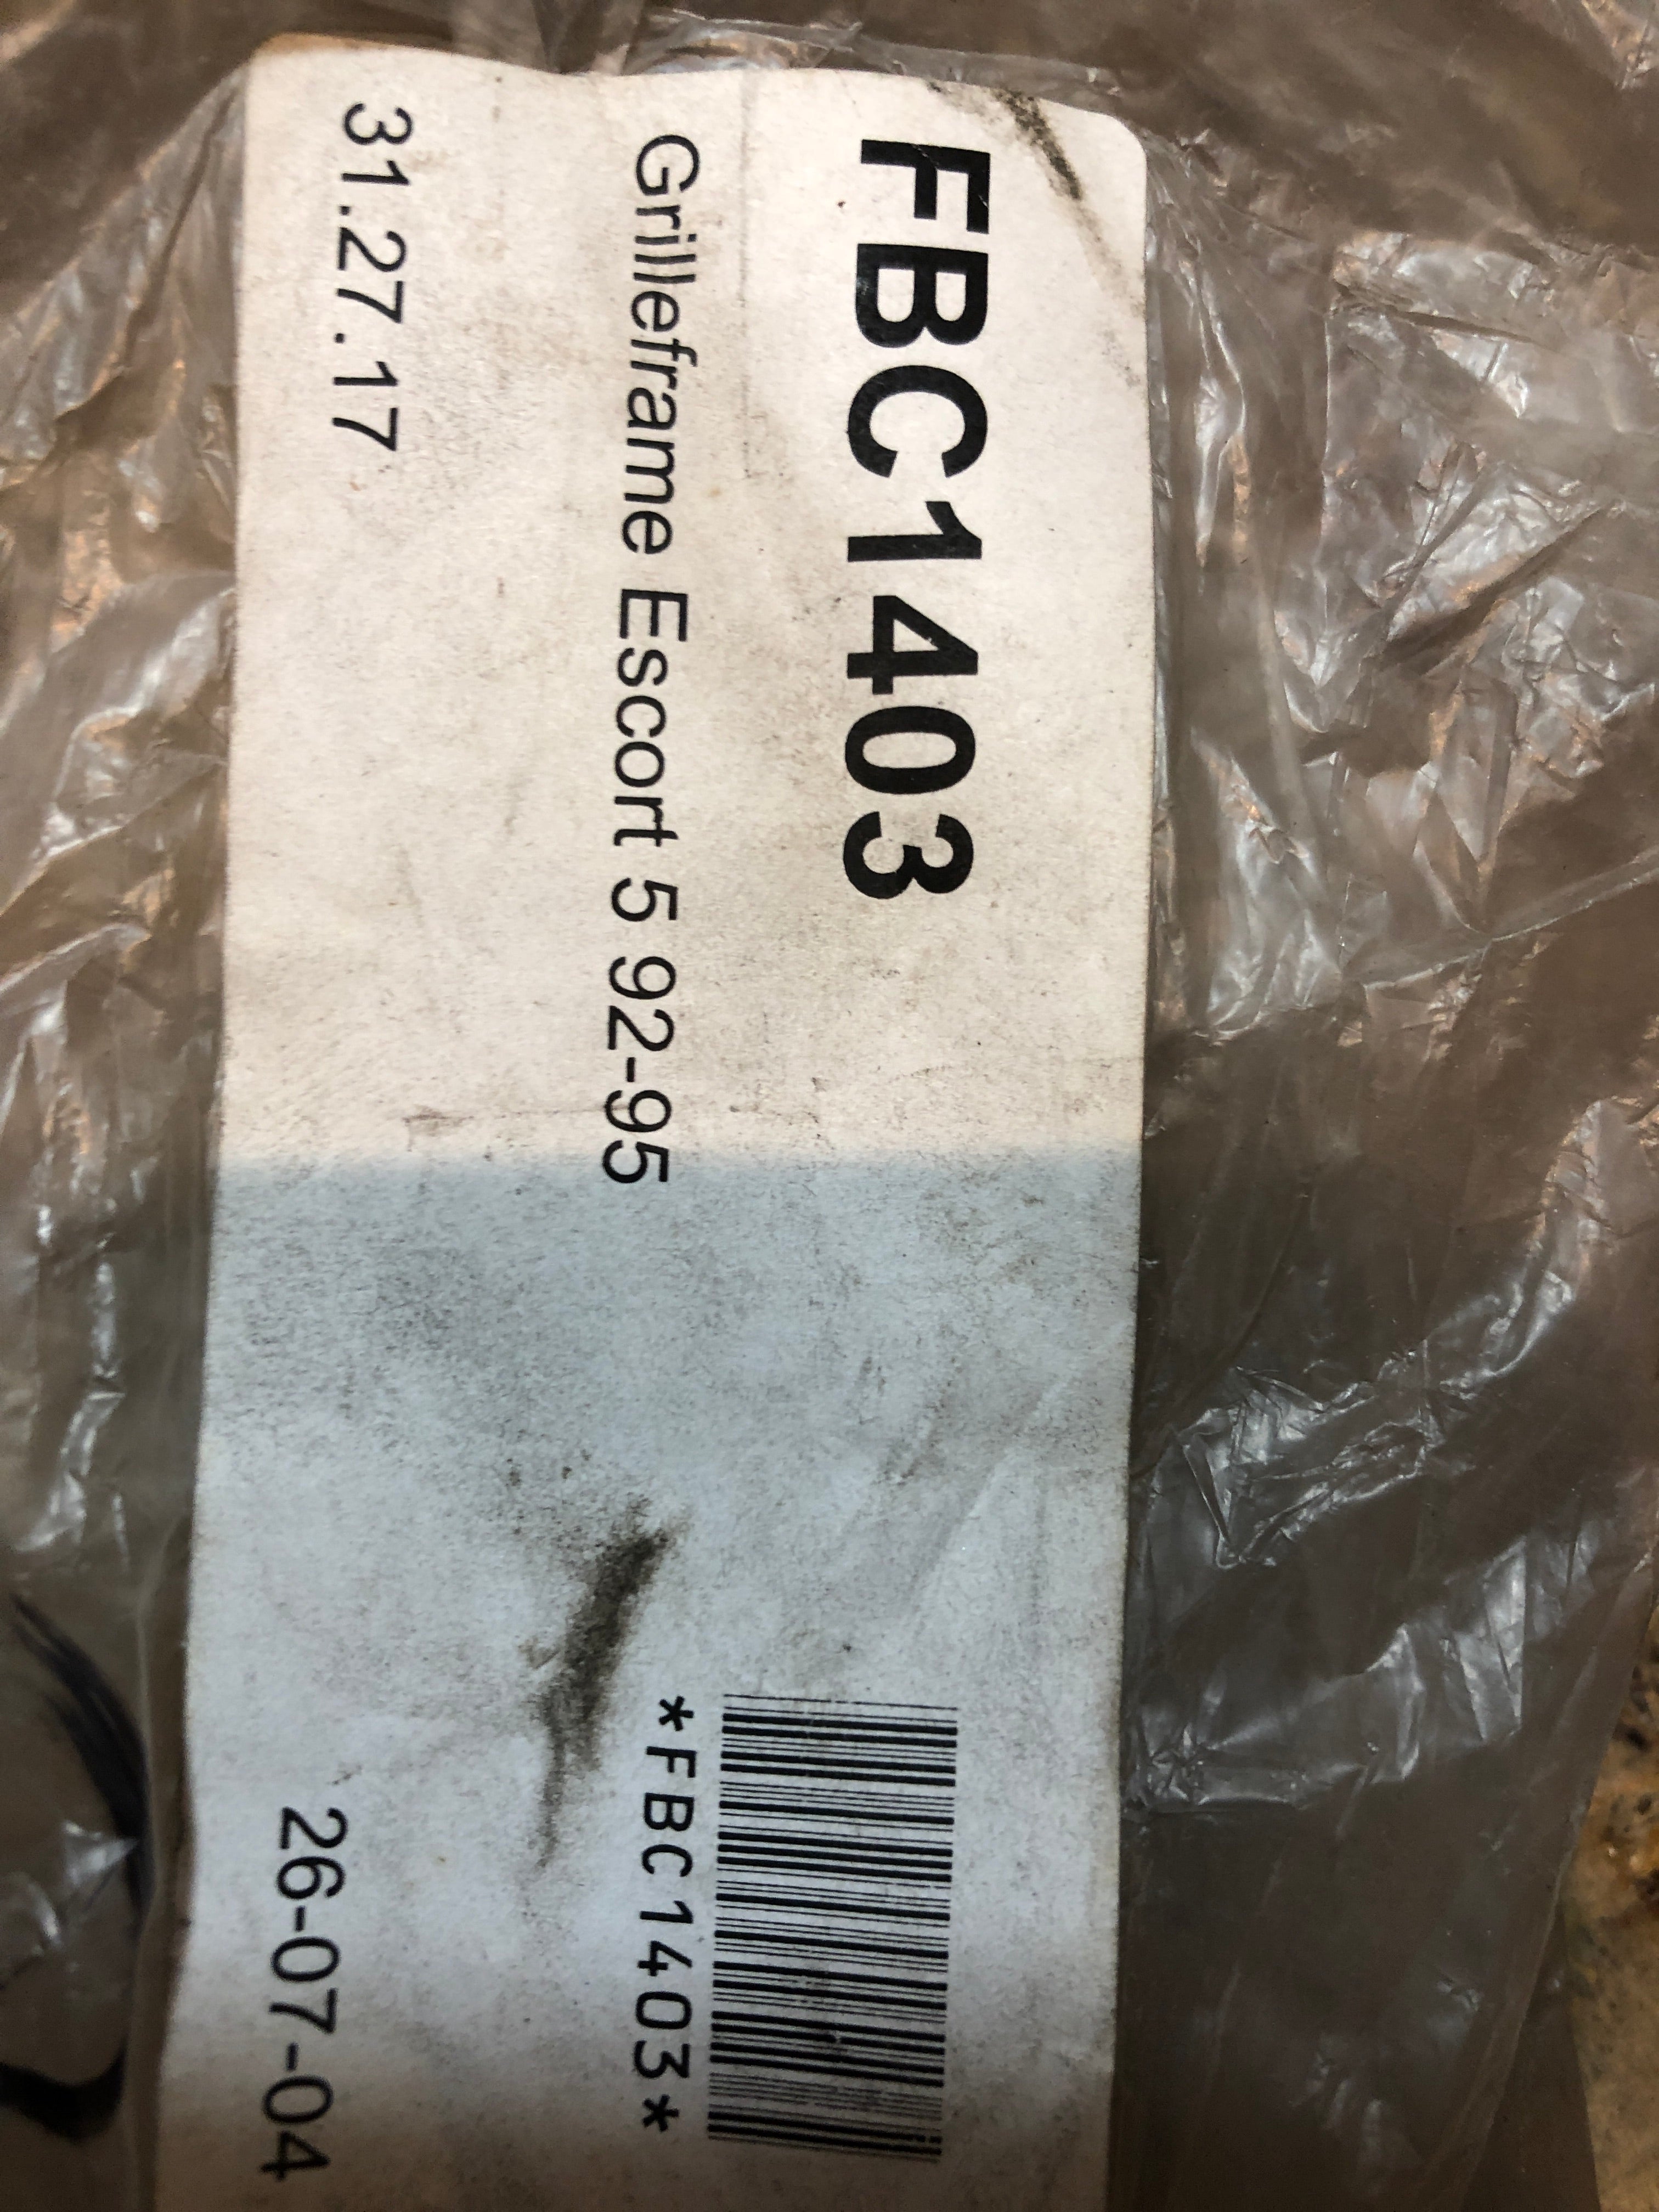 FBC1403
*FBC1403*
Grilleframe Escort 5 92-95
31.27.17
26-07-04